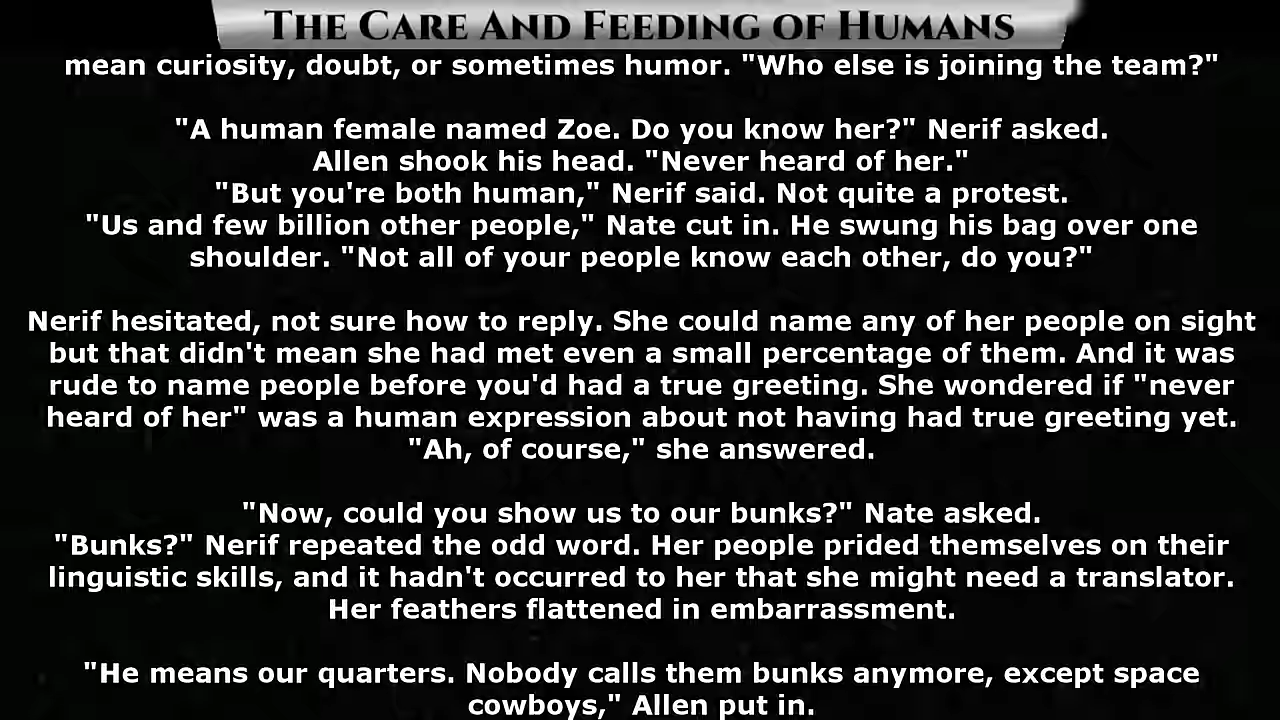 The Care And Feeding of Humans
mean curiosity, doubt, or sometimes humor. "Who else is joining the team?"
"A human female named Zoe. Do you know her?" Nerif asked.
Allen shook his head. "Never heard of her."
"But you're both human," Nerif said. Not quite a protest.
"Us and few billion other people," Nate cut in. He swung his bag over one
shoulder. "Not all of your people know each other, do you?"
Nerif hesitated, not sure how to reply. She could name any of her people on sight
but that didn't mean she had met even a small percentage of them. And it was
rude to name people before you'd had a true greeting. She wondered if "never
heard of her" was a human expression about not having had true greeting yet.
"Ah, of course," she answered.
"Now, could you show us to our bunks?" Nate asked.
"Bunks?" Nerif repeated the odd word. Her people prided themselves on their
linguistic skills, and it hadn't occurred to her that she might need a translator.
Her feathers flattened in embarrassment.
"He means our quarters. Nobody calls them bunks anymore, except space
cowboys," Allen put in.